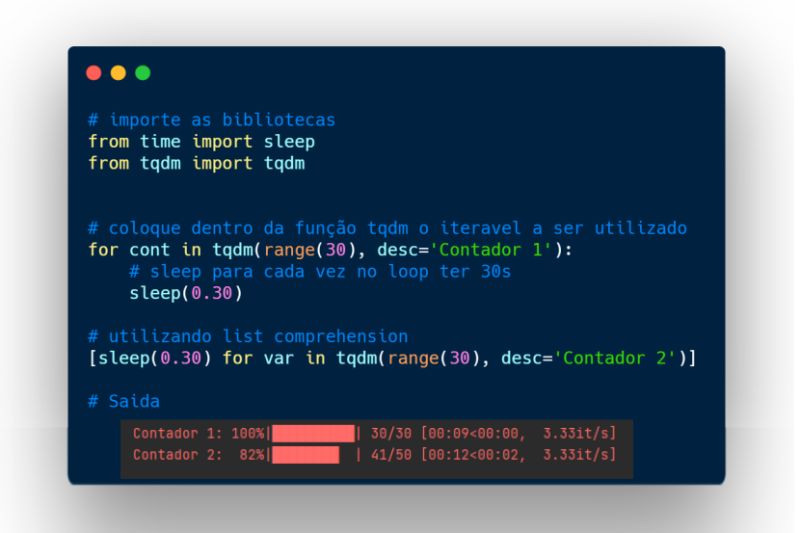 # importe as bibliotecas
from time import sleep
from tqdm import tqdm
# coloque dentro da função tqdm o iteravel a ser utilizado
for cont in tqdm(range(30), desc='Contador 1'):
    # sleep para cada vez no loop ter 30s
    sleep(0.30)
# utilizando list comprehension
[sleep(0.30) for var in tqdm(range(30), desc='Contador 2')]
# Saida
Contador 1: 100%|██████████| 30/30 [00:09<00:00,  3.33it/s]
Contador 2:  82%|████████  | 41/50 [00:12<00:02,  3.33it/s]